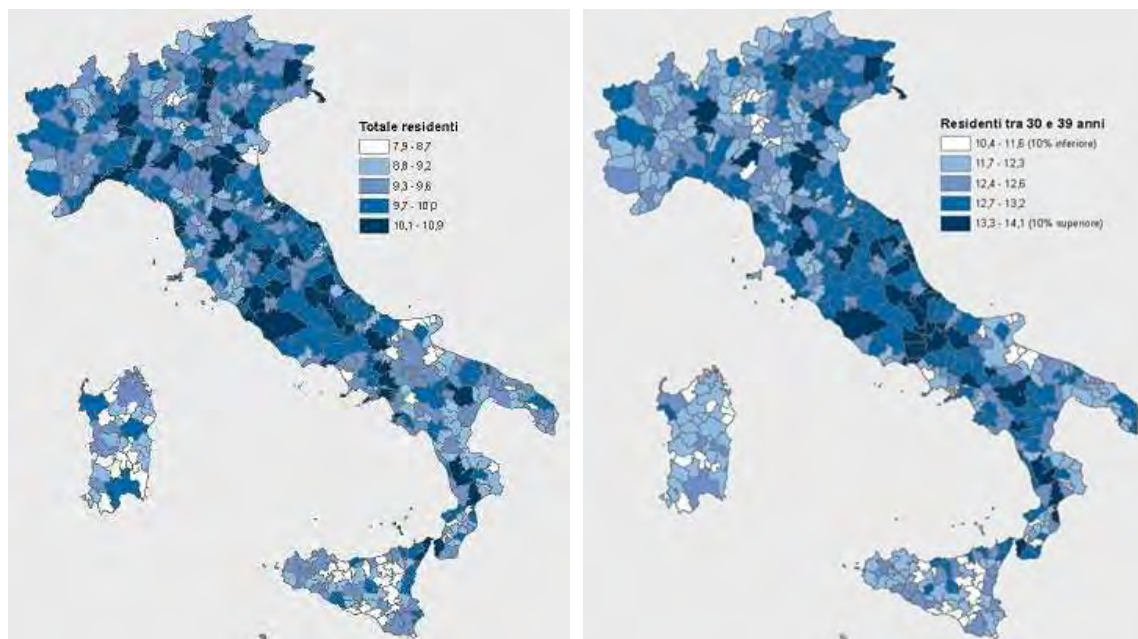 Totale residenti
7,9 - 8,7
8,8 - 9,2
9,3 - 9,6
9,7 - 10,0
10,1 - 10,9
Residenti tra 30 e 39 anni
10,4 - 11,6 (10% inferiore)
11,7 - 12,3
12,4 - 12,6
12,7 - 13,2
13,3 - 14,1 (10% superiore)